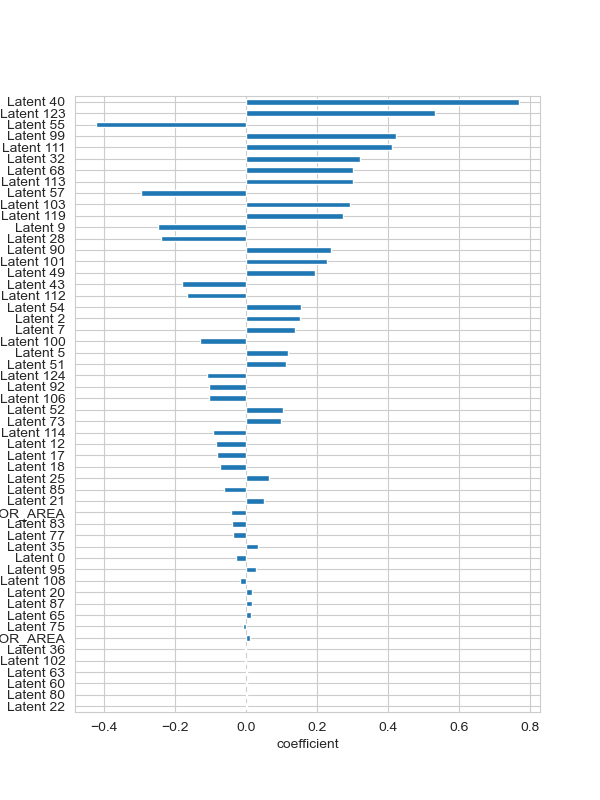 Latent 40
Latent 123
Latent 55
Latent 99
Latent 111
Latent 32
Latent 68
Latent 113
Latent 57
Latent 103
Latent 119
Latent 9
Latent 28
Latent 90
Latent 101
Latent 49
Latent 43
Latent 112
Latent 54
Latent 2
Latent 7
Latent 100
Latent 5
Latent 51
Latent 124
Latent 92
Latent 106
Latent 52
Latent 73
Latent 114
Latent 12
Latent 17
Latent 18
Latent 25
Latent 85
Latent 21
OR_AREA
Latent 83
Latent 77
Latent 35
Latent 0
Latent 95
Latent 108
Latent 20
Latent 87
Latent 65
Latent 75
OR_AREA
Latent 36
Latent 102
Latent 63
Latent 60
Latent 80
Latent 22
−0.4 −0.2 0.0 0.2 0.4 0.6 0.8
coefficient